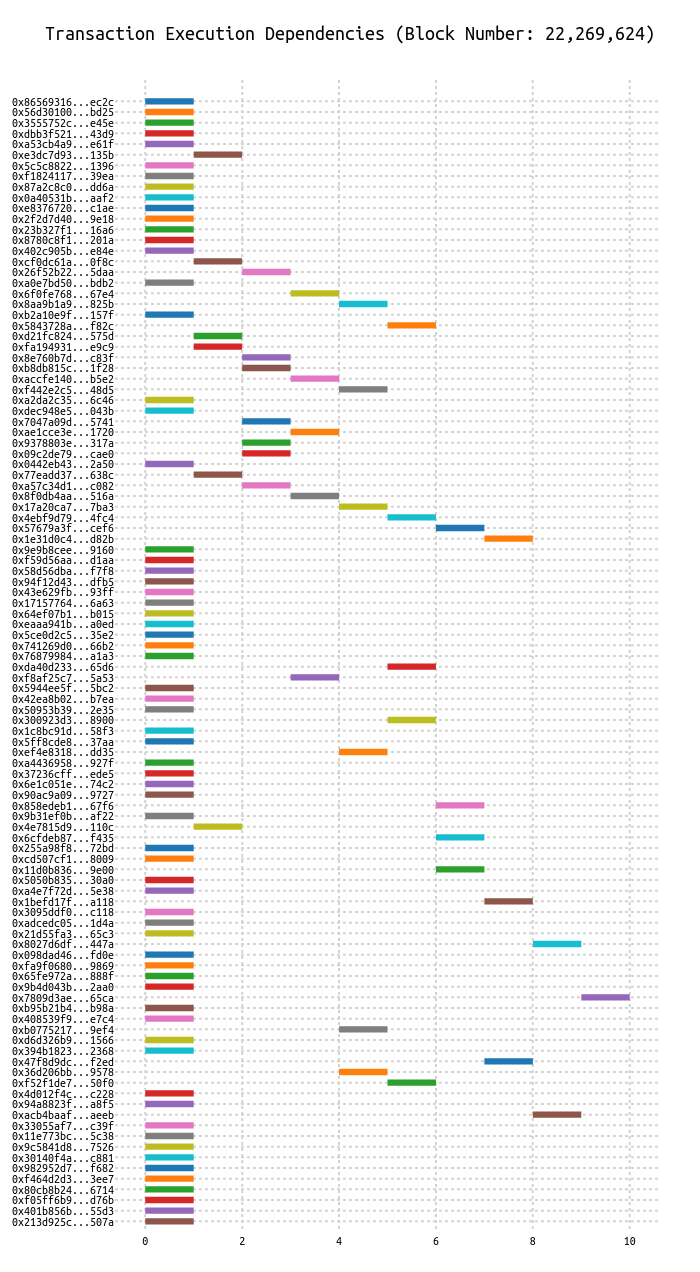 Transaction Execution Dependencies (Block Number: 22,269,624)
0x86569316...ec2c
0x56d30100...bd25
0x3555752c...e45e
0xdbb3f521...43d9
0xa53cb4a9...e61f
0xe3dc7d93...135b
0x5c5c8822...1396
0xf1824117...39ea
0x87a2c8c0...dd6a
0x0a40531b...aaf2
0xe8376720...c1ae
0x2f2d7d40...9e18
0x23b327f1...16a6
0x8780c8f1...201a
0x402c905b...e84e
0xcf0dc61a...0f8c
0x26f52b22...5daa
0xa0e7bd50...bdb2
0x6f0fe768...67e4
0x8aa9b1a9...825b
0xb2a10e9f...157f
0x5843728a...f82c
0xd21fc824...575d
0xfa194931...e9c9
0x8e760b7d...c83f
0xb8db815c...1f28
0xaccfe140...b5e2
0xf442e2c5...48d5
0xa2da2c35...6c46
0xdec948e5...043b
0x7047a09d...5741
0xae1cce3e...1720
0x9378803e...317a
0x09c2de79...cae0
0x0442eb43...2a50
0x77eadd37...638c
0xa57c34d1...c082
0x8f0db4aa...516a
0x17a20ca7...7ba3
0x4ebf9d79...4fc4
0x57679a3f...cef6
0x1e31d0c4...d82b
0x9e9b8cee...9160
0xf59d56aa...d1aa
0x58d56dba...f7f8
0x94f12d43...dfb5
0x43e629fb...93ff
0x17157764...6a63
0x64ef07b1...b015
0xeaaa941b...a0ed
0x5ce0d2c5...35e2
0x741269d0...66b2
0x76879984...a1a3
0xda40d233...65d6
0xf8af25c7...5a53
0x5944ee5f...5bc2
0x42ea8b02...b7ea
0x50953b39...2e35
0x300923d3...8900
0x1c8bc91d...58f3
0x5ff8cde8...37aa
0xef4e8318...dd35
0xa4436958...927f
0x37236cff...ede5
0x6e1c051e...74c2
0x90ac9a09...9727
0x858edeb1...67f6
0x9b31ef0b...af22
0x4e7815d9...110c
0x6cfdeb87...f435
0x255a98f8...72bd
0xcd507cf1...8009
0x11d0b836...9e00
0x5050b835...30a0
0xa4e7f72d...5e38
0x1befd17f...a118
0x3095ddf0...c118
0xadcedc05...1d4a
0x21d55fa3...65c3
0x8027d6df...447a
0x098dad46...fd0e
0xfa9f0680...9869
0x65fe972a...888f
0x9b4d043b...2aa0
0x7809d3ae...65ca
0xb95b21b4...b98a
0x408539f9...e7c4
0xb0775217...9ef4
0xd6d326b9...1566
0x394b1823...2368
0x47f8d9dc...f2ed
0x36d206bb...9578
0xf52f1de7...50f0
0x4d012f4c...c228
0x94a8823f...a8f5
0xacb4baaf...aeeb
0x33055af7...c39f
0x11e773bc...5c38
0x9c5841d8...7526
0x30140f4a...c881
0x982952d7...f682
0xf464d2d3...3ee7
0x80cb8b24...6714
0xf05ff6b9...d76b
0x401b856b...55d3
0x213d925c...507a
0 2 4 6 8 10